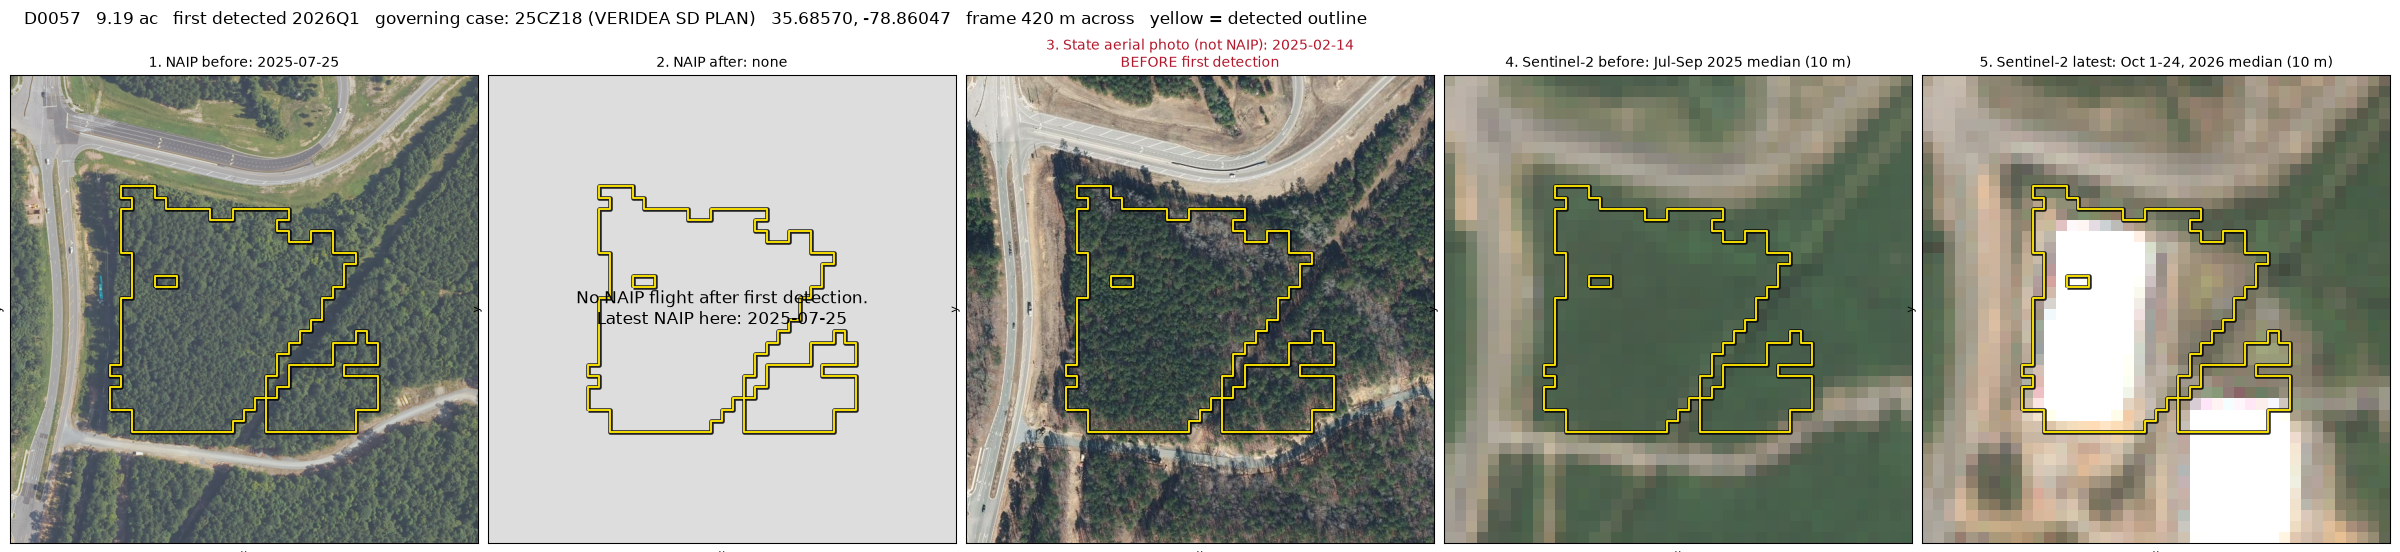 D0057   9.19 ac   first detected 2026Q1   governing case: 25CZ18 (VERIDEA SD PLAN)   35.68570, -78.86047   frame 420 m across   yellow = detected outline
1. NAIP before: 2025-07-25
2. NAIP after: none
3. State aerial photo (not NAIP): 2025-02-14
BEFORE first detection
4. Sentinel-2 before: Jul-Sep 2025 median (10 m)
5. Sentinel-2 latest: Oct 1-24, 2026 median (10 m)
No NAIP flight after first detection.
Latest NAIP here: 2025-07-25